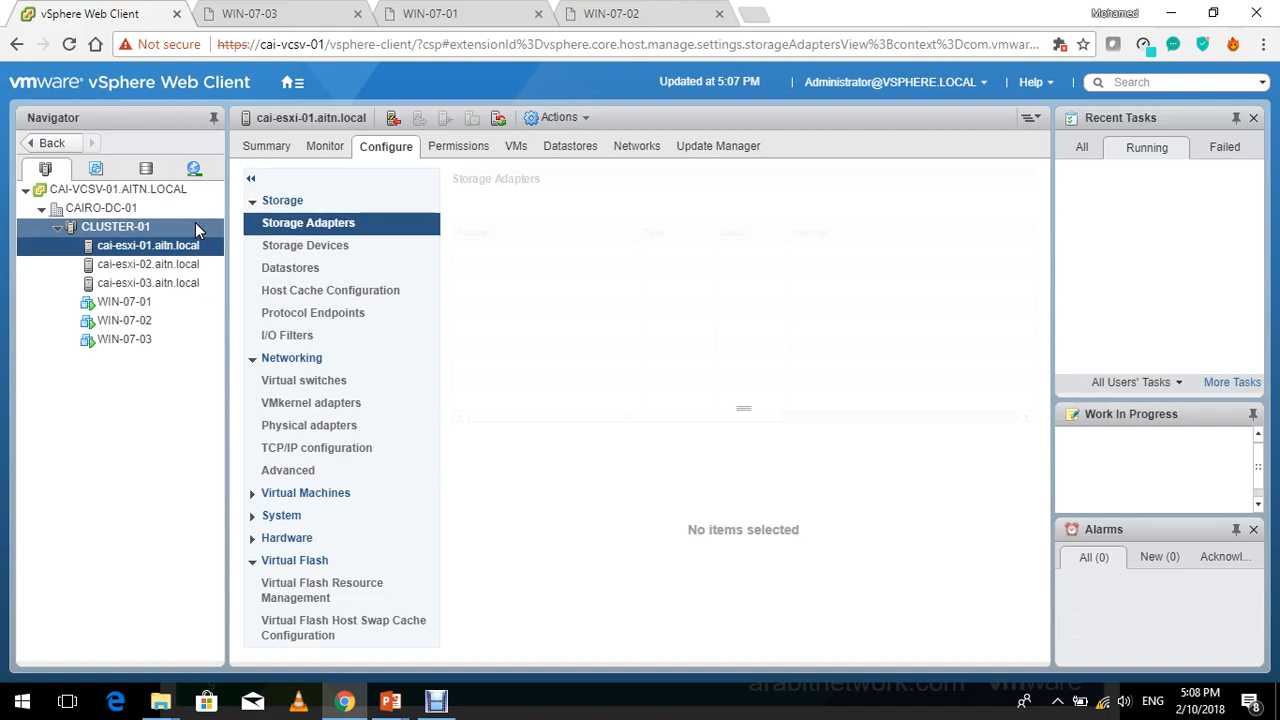 vSphere Web Client
WIN-07-03
WIN-07-01
WIN-07-02
Mohamed
Not secure
https://cai-vcsv-01/vsphere-client/?csp#extensionId%3Dvsphere.core.host.manage.settings.storageAdaptersView%3Bcontext%3Dcom.vmwar...
vmware® vSphere Web Client
Updated at 5:07 PM
Administrator@VSPHERE.LOCAL
Help
Search
Navigator
Back
CAI-VCSV-01.AITN.LOCAL
CAIRO-DC-01
CLUSTER-01
cai-esxi-01.aitn.local
cai-esxi-02.aitn.local
cai-esxi-03.aitn.local
WIN-07-01
WIN-07-02
WIN-07-03
cai-esxi-01.aitn.local
Actions
Summary Monitor Configure Permissions VMs Datastores Networks Update Manager
Storage
Storage Adapters
Storage Devices
Datastores
Host Cache Configuration
Protocol Endpoints
I/O Filters
Networking
Virtual switches
VMkernel adapters
Physical adapters
TCP/IP configuration
Advanced
Virtual Machines
System
Hardware
Virtual Flash
Virtual Flash Resource
Management
Virtual Flash Host Swap Cache
Configuration
Storage Adapters
Adapter Type Status Identifier
No items selected
Recent Tasks
All Running Failed
All Users' Tasks More Tasks
Work In Progress
Alarms
All (0) New (0) Acknowl...
arabitnetwork.com
vmware
ENG
5:08 PM
2/10/2018
8